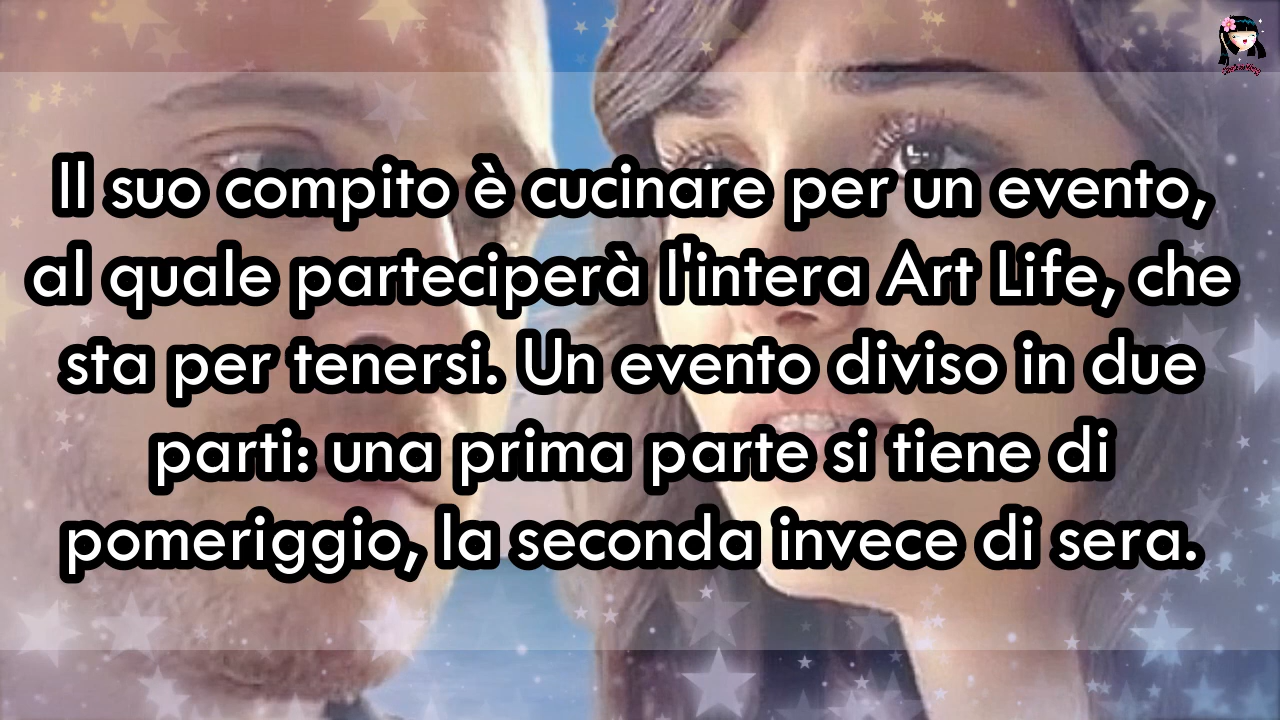 Il suo compito è cucinare per un evento,
al quale parteciperà l'intera Art Life, che
sta per tenersi. Un evento diviso in due
parti: una prima parte si tiene di
pomeriggio, la seconda invece di sera.